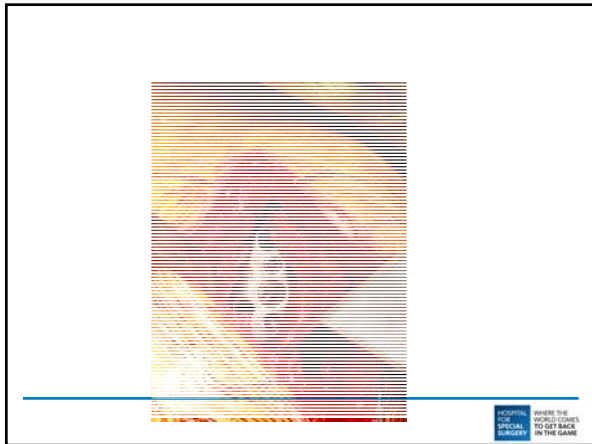 HOSPITAL
FOR
SPECIAL
SURGERY
WHERE THE
WORLD COMES
TO GET BACK
IN THE GAME